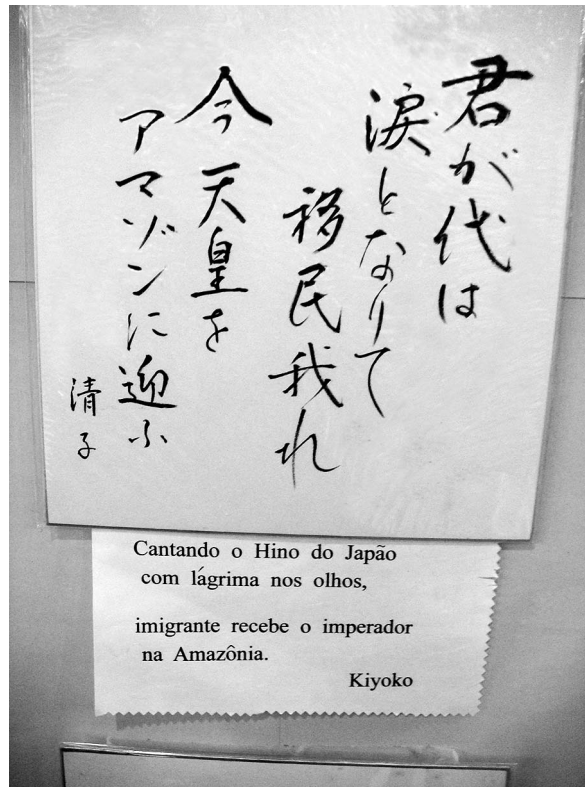 君が代は
涙となりて
移民我れ
今天皇を
アマゾンに迎ふ
清子
Cantando o Hino do Japão
com lágrima nos olhos,
imigrante recebe o imperador
na Amazônia.
Kiyoko